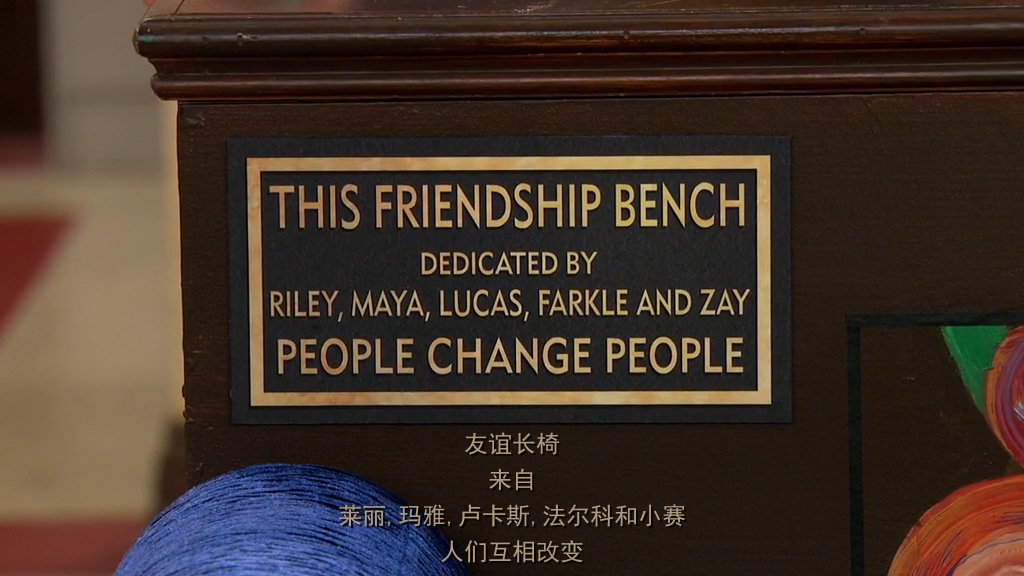 THIS FRIENDSHIP BENCH
DEDICATED BY
RILEY, MAYA, LUCAS, FARKLE AND ZAY
PEOPLE CHANGE PEOPLE
友谊长椅
来自
莱丽, 玛雅, 卢卡斯, 法尔科和小赛
人们互相改变